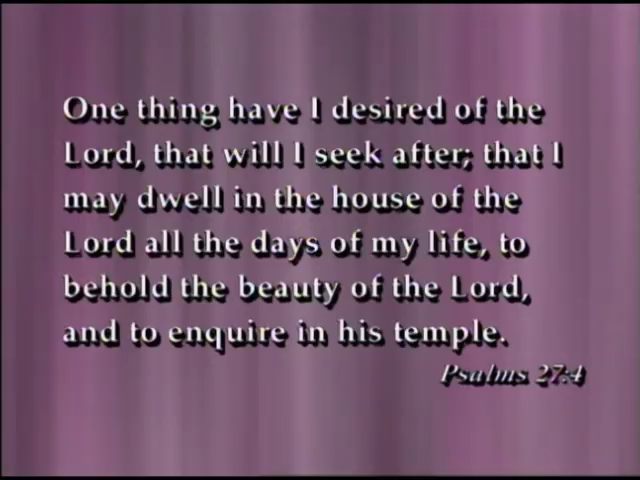 One thing have I desired of the
Lord, that will I seek after; that I
may dwell in the house of the
Lord all the days of my life, to
behold the beauty of the Lord,
and to enquire in his temple.
Psalms 27:4